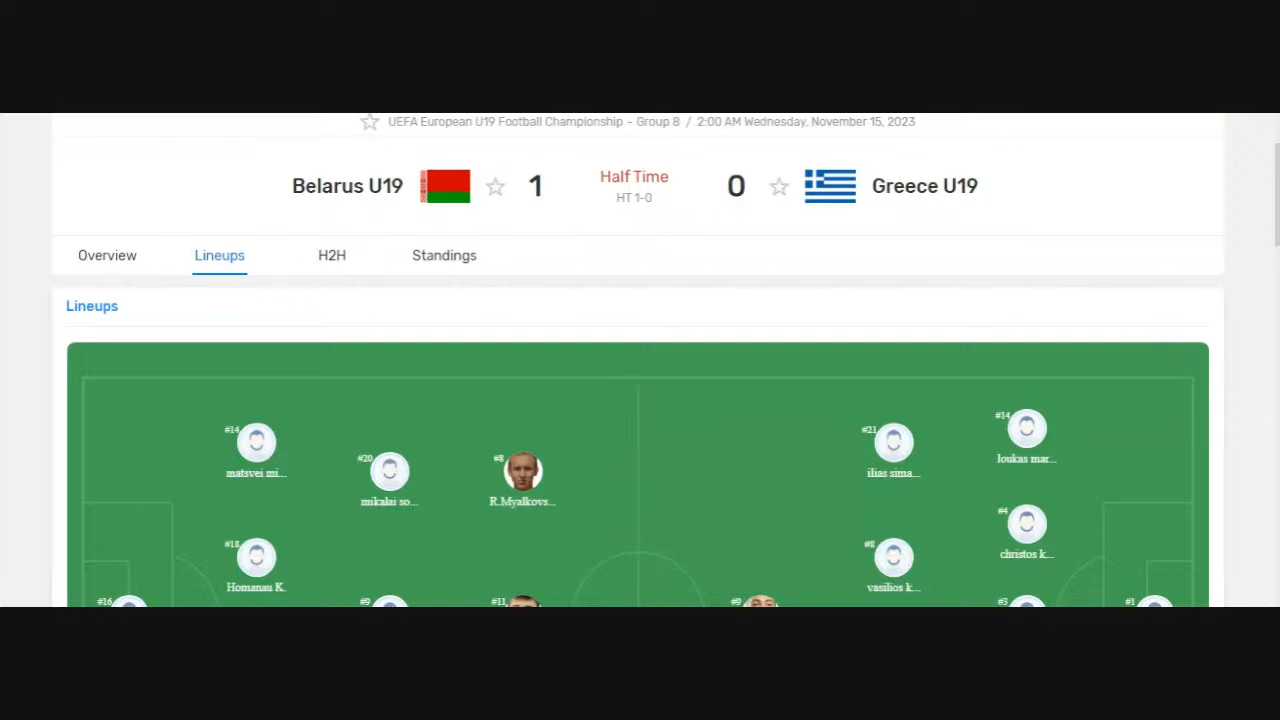 UEFA European U19 Football Championship - Group 8 / 2:00 AM Wednesday, November 15, 2023
Belarus U19 1 Half Time 0 Greece U19
HT 1-0
Overview Lineups H2H Standings
Lineups
#14 matsvei mi...
#20 mikalai so...
#8 R.Myalkovs...
#21 ilias sima...
#14 loukas mar...
#18 Homanau K.
#8 vasilios k...
#4 christos k...
#16 #9 #11 #9 #3 #1